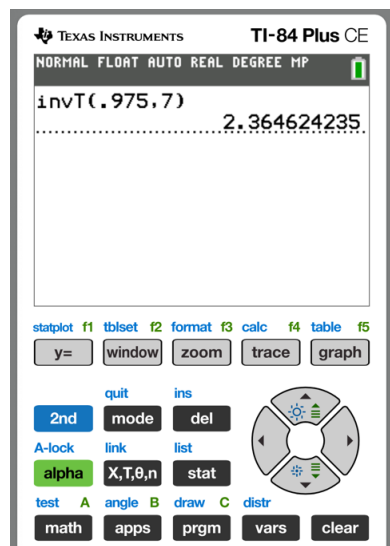 TEXAS INSTRUMENTS TI-84 Plus CE
NORMAL FLOAT AUTO REAL DEGREE MP
invT(.975,7)
2.364624235
statplot f1 tblset f2 format f3 calc f4 table f5
y= window zoom trace graph
quit ins
2nd mode del
A-lock link list
alpha X,T,θ,n stat
test A angle B draw C distr
math apps prgm vars clear